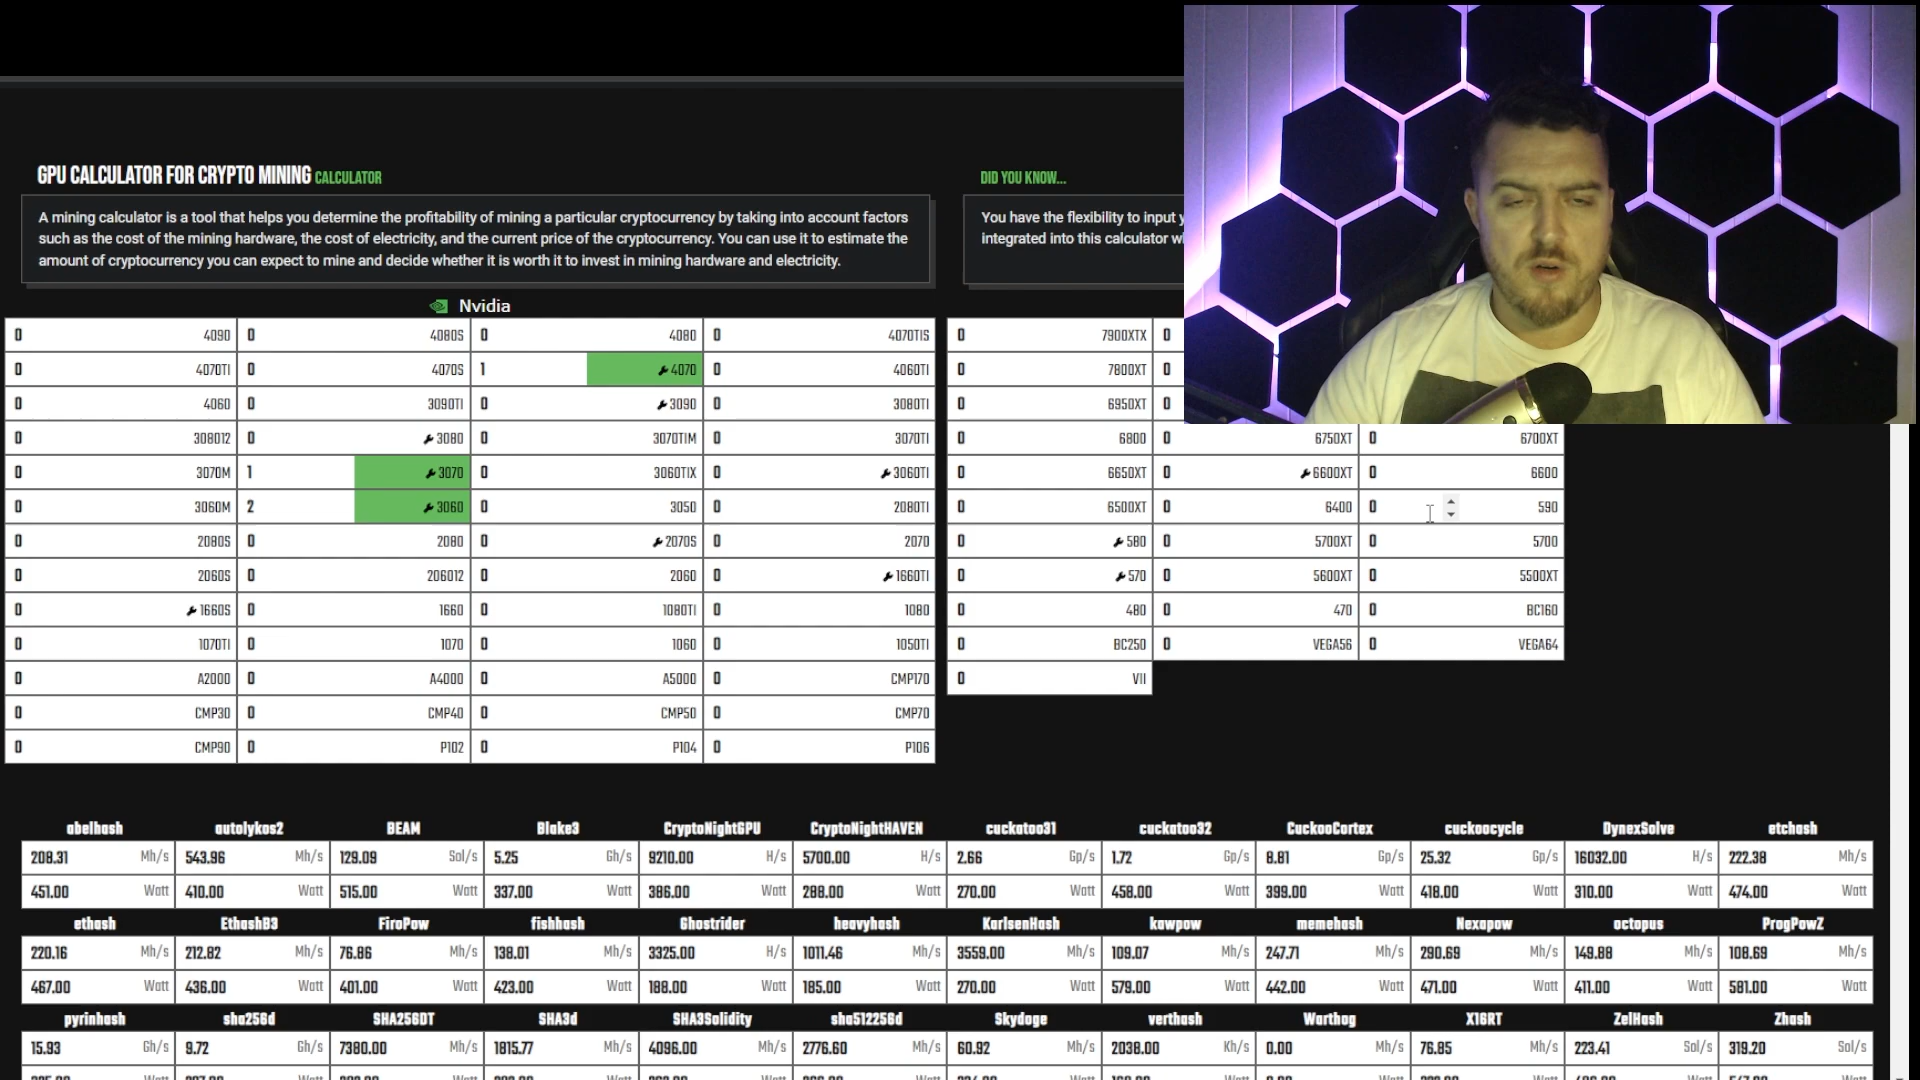 GPU CALCULATOR FOR CRYPTO MINING CALCULATOR
A mining calculator is a tool that helps you determine the profitability of mining a particular cryptocurrency by taking into account factors
such as the cost of the mining hardware, the cost of electricity, and the current price of the cryptocurrency. You can use it to estimate the
amount of cryptocurrency you can expect to mine and decide whether it is worth it to invest in mining hardware and electricity.
DID YOU KNOW...
You have the flexibility to input
integrated into this calculator
Nvidia
0 4090 0 4080S 0 4080 0 4070TIS
0 4070TI 0 4070S 1 4070 0 4060TI
0 4060 0 3090TI 0 3090 0 3080TI
0 308012 0 3080 0 3070TIM 0 3070TI
0 3070M 1 3070 0 3060TIX 0 3060TI
0 3060M 2 3060 0 3050 0 2080TI
0 2080S 0 2080 0 2070S 0 2070
0 2060S 0 206012 0 2060 0 1660TI
0 1660S 0 1660 0 1080TI 0 1080
0 1070TI 0 1070 0 1060 0 1050TI
0 A2000 0 A4000 0 A5000 0 CMP170
0 CMP30 0 CMP40 0 CMP50 0 CMP70
0 CMP90 0 P102 0 P104 0 P106
0 7900XTX 0
0 7800XT 0
0 6950XT 0
0 6800 0 6750XT 0 6700XT
0 6650XT 0 6600XT 0 6600
0 6500XT 0 6400 0 590
0 580 0 5700XT 0 5700
0 570 0 5600XT 0 5500XT
0 480 0 470 0 BC160
0 BC250 0 VEGA56 0 VEGA64
0 VII
abelhash autolykos2 BEAM Blake3 CryptoNightGPU CryptoNightHAVEN cuckatoo31 cuckatoo32 CuckooCortex cuckoocycle DynexSolve etchash
208.31 Mh/s 543.96 Mh/s 129.09 Sol/s 5.25 Gh/s 9210.00 H/s 5700.00 H/s 2.66 Gp/s 1.72 Gp/s 8.81 Gp/s 25.32 Gp/s 16032.00 H/s 222.38 Mh/s
451.00 Watt 410.00 Watt 515.00 Watt 337.00 Watt 386.00 Watt 288.00 Watt 270.00 Watt 458.00 Watt 399.00 Watt 418.00 Watt 310.00 Watt 474.00 Watt
ethash EthashB3 FiroPow fishhash Ghostrider heavyhash KarlsenHash kawpow memehash Nexapow octopus ProgPowZ
220.16 Mh/s 212.82 Mh/s 76.86 Mh/s 138.01 Mh/s 3325.00 H/s 1011.46 Mh/s 3559.00 Mh/s 109.07 Mh/s 247.71 Mh/s 290.69 Mh/s 149.88 Mh/s 108.69 Mh/s
467.00 Watt 436.00 Watt 401.00 Watt 423.00 Watt 188.00 Watt 185.00 Watt 270.00 Watt 579.00 Watt 442.00 Watt 471.00 Watt 411.00 Watt 581.00 Watt
pyrinhash sha256d SHA256DT SHA3d SHA3Solidity sha512256d Skydoge verthash Warthog X16RT ZelHash Zhash
15.93 Gh/s 9.72 Gh/s 7380.00 Mh/s 1815.77 Mh/s 4096.00 Mh/s 2776.60 Mh/s 60.92 Mh/s 2038.00 Kh/s 0.00 Mh/s 76.85 Mh/s 223.41 Sol/s 319.20 Sol/s